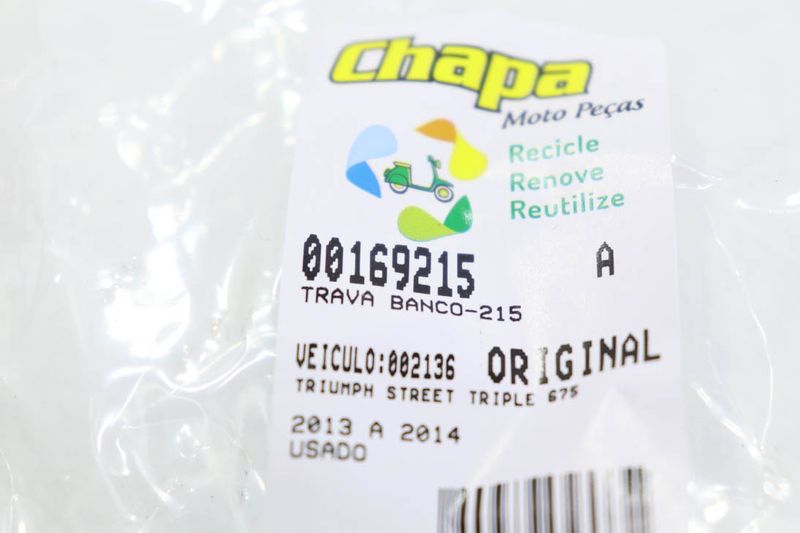 Chapa
Moto Peças
Recicle
Renove
Reutilize
00169215 A
TRAVA BANCO-215
VEICULO:002136 ORIGINAL
TRIUMPH STREET TRIPLE 675
2013 A 2014
USADO